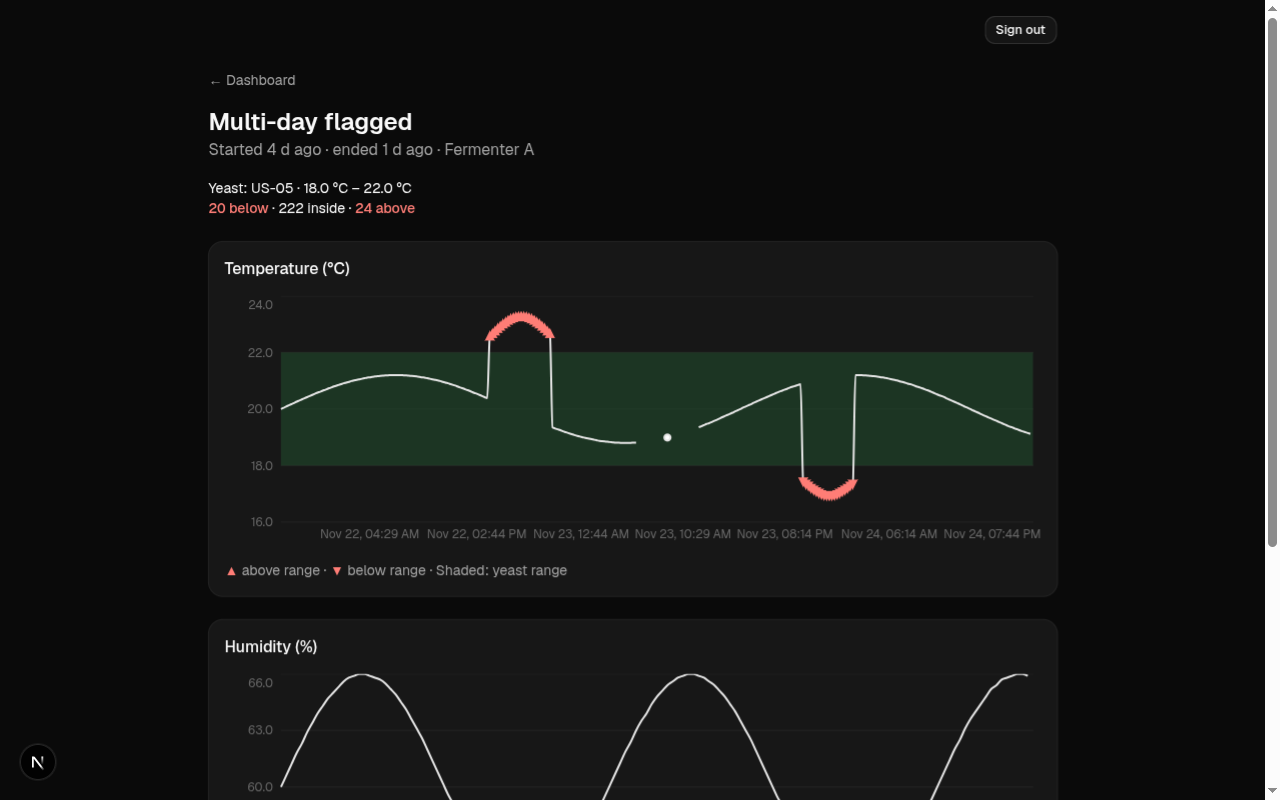 Sign out
← Dashboard
Multi-day flagged
Started 4 d ago · ended 1 d ago · Fermenter A
Yeast: US-05 · 18.0 °C – 22.0 °C
20 below · 222 inside · 24 above
Temperature (°C)
24.0
22.0
20.0
18.0
16.0
Nov 22, 04:29 AM Nov 22, 02:44 PM Nov 23, 12:44 AM Nov 23, 10:29 AM Nov 23, 08:14 PM Nov 24, 06:14 AM Nov 24, 07:44 PM
▲ above range · ▼ below range · Shaded: yeast range
Humidity (%)
66.0
63.0
60.0
N